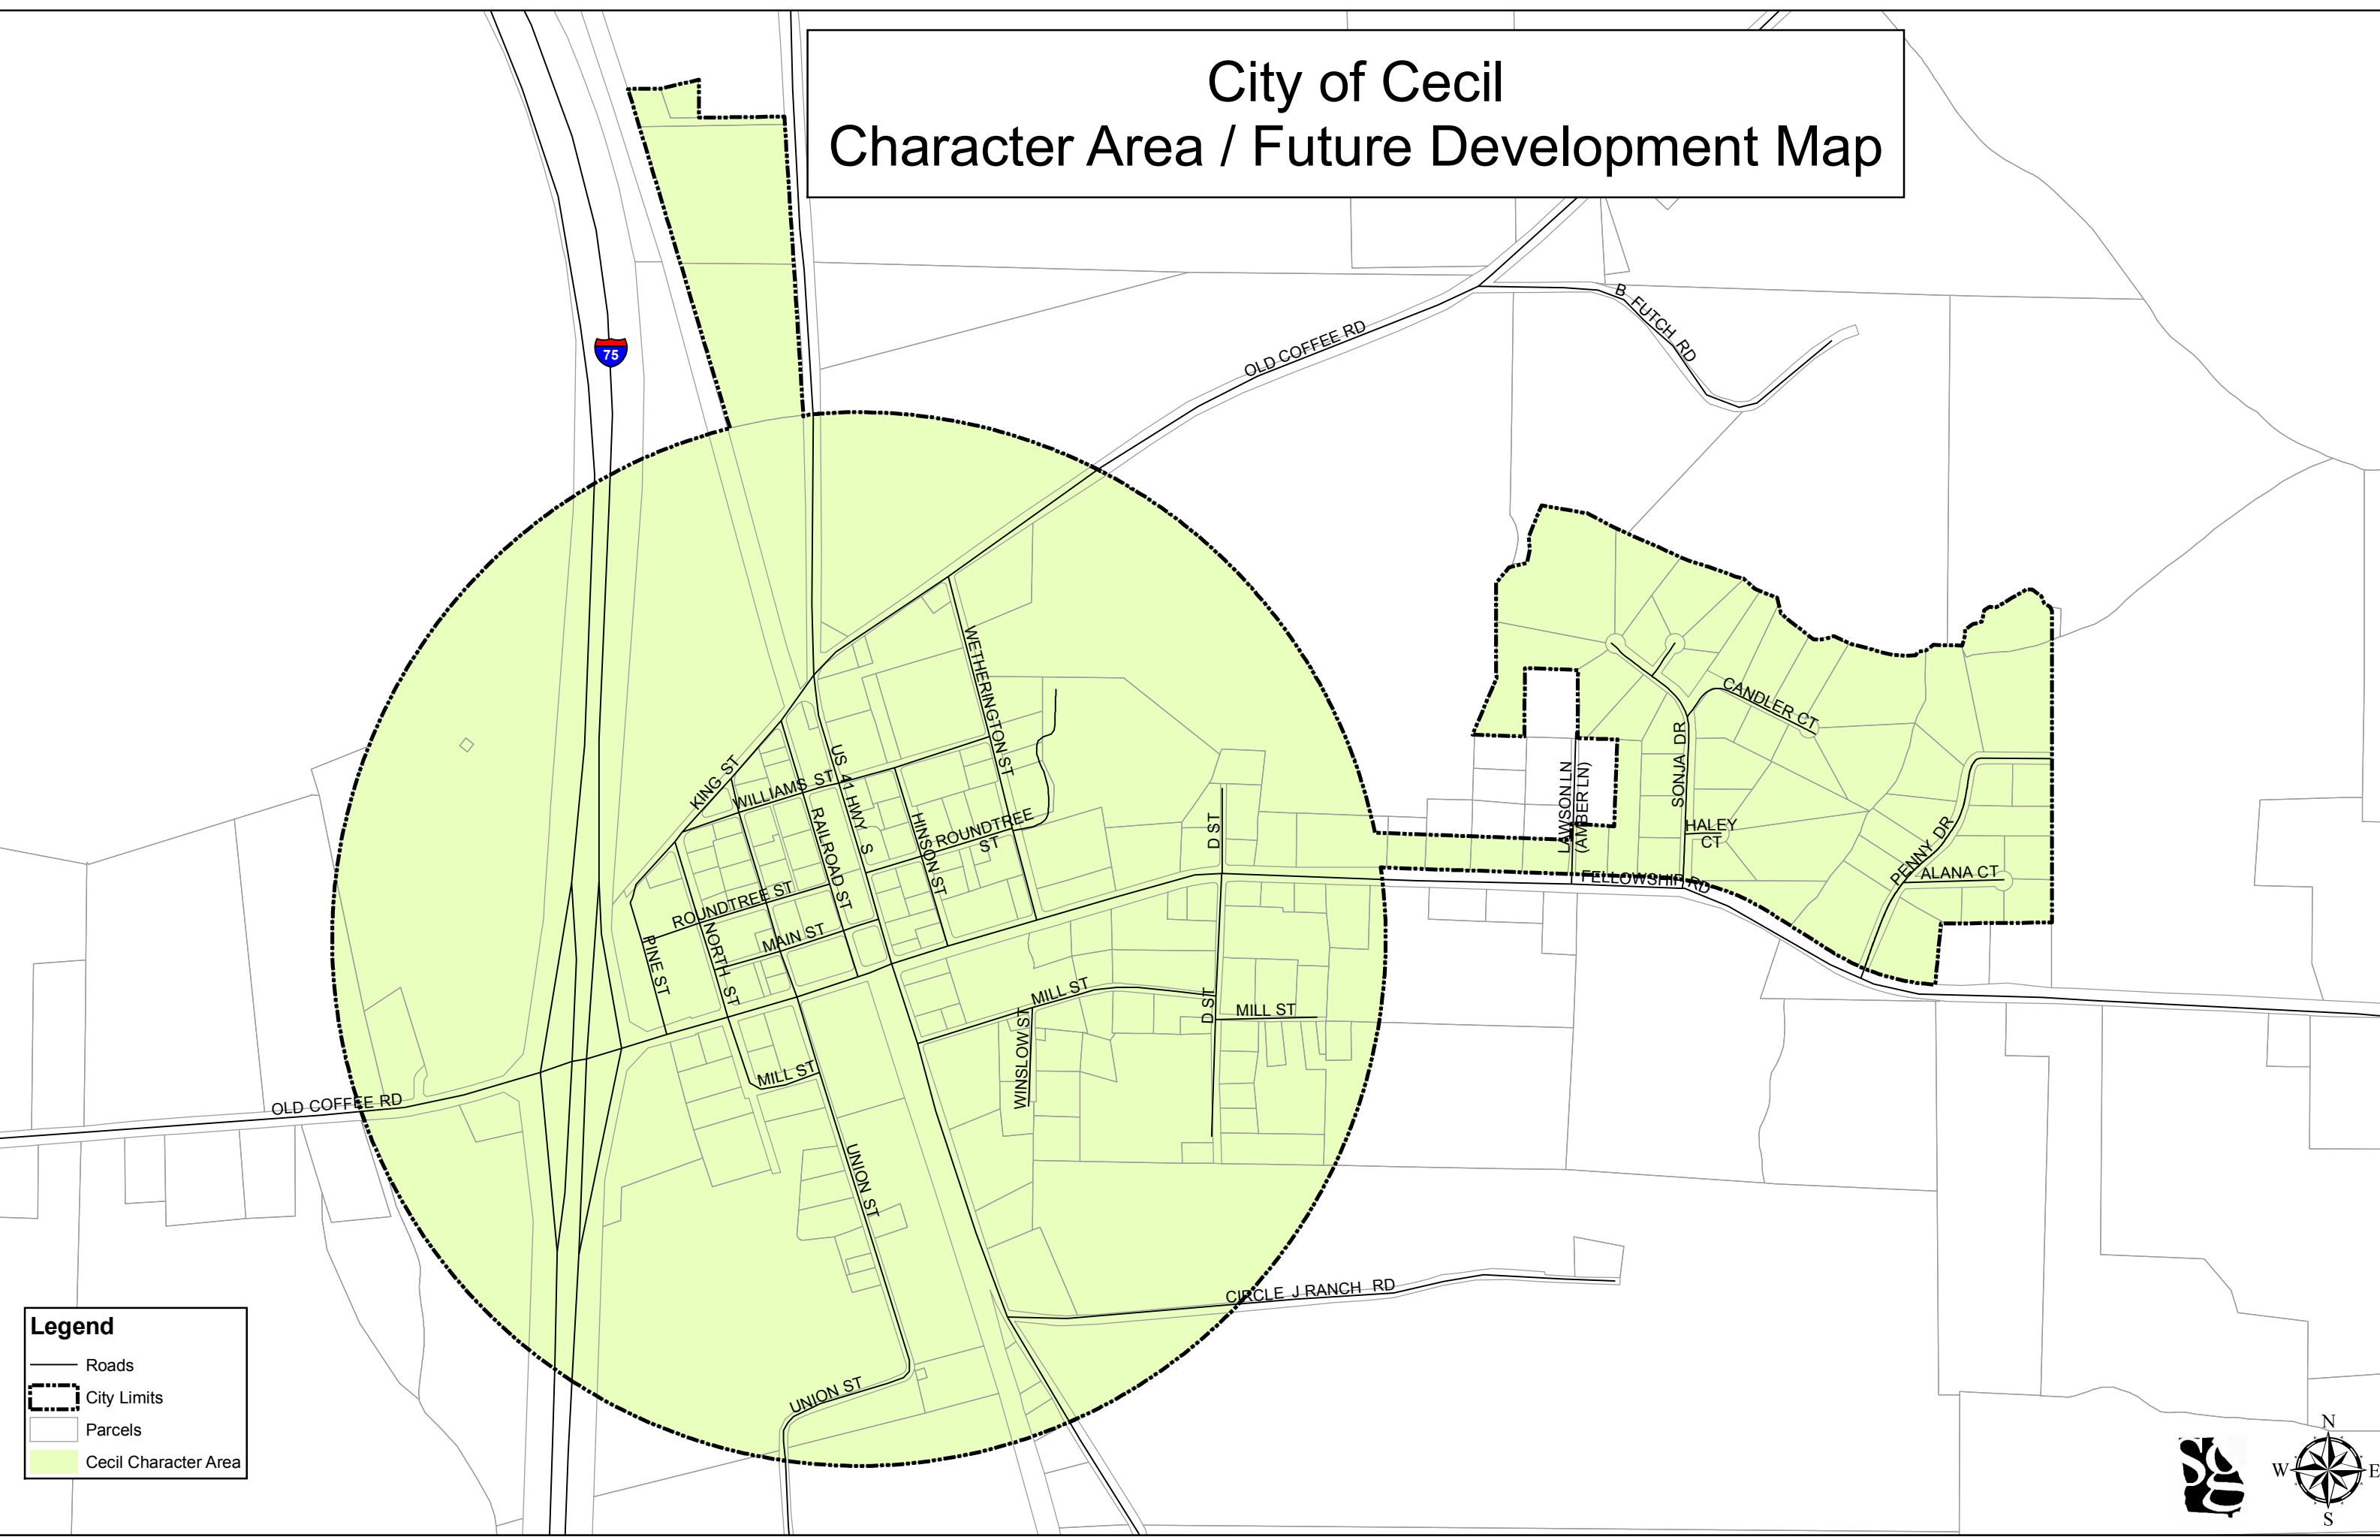 City of Cecil
Character Area / Future Development Map
75
B FUTCH RD
OLD COFFEE RD
WETHERINGTON ST
KING ST
US 41 HWY S
WILLIAMS ST
RAILROAD ST
HINSON ST
ROUNDTREE
ST
D ST
ROUNDTREE ST
MAIN ST
NORTH ST
PINE ST
MILL ST
MILL ST
D ST
MILL ST
WINSLOW ST
OLD COFFEE RD
UNION ST
UNION ST
CIRCLE J RANCH RD
CANDLER CT
SONJA DR
LAWSON LN
(AMBER LN)
HALEY
CT
PENNY DR
ALANA CT
FELLOWSHIP RD
Legend
Roads
City Limits
Parcels
Cecil Character Area
sg
N
W
E
S